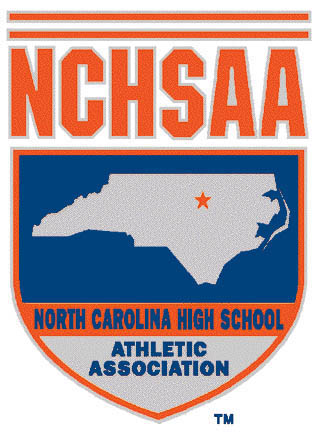 NCHSAA
NORTH CAROLINA HIGH SCHOOL
ATHLETIC
ASSOCIATION
TM